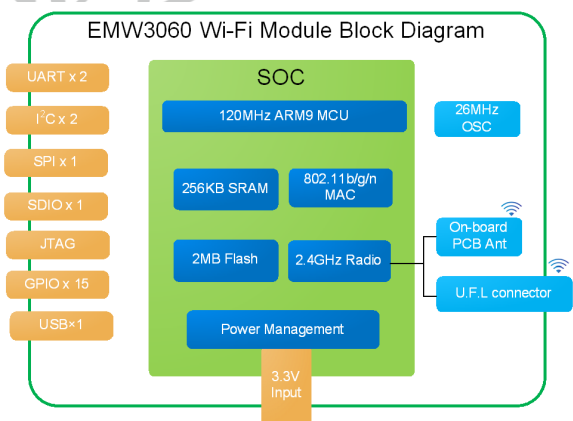 EMW3060 Wi-Fi Module Block Diagram
UART x 2
I²C x 2
SPI x 1
SDIO x 1
JTAG
GPIO x 15
USB×1
SOC
120MHz ARM9 MCU
256KB SRAM
802.11b/g/n
MAC
2MB Flash
2.4GHz Radio
Power Management
3.3V
Input
26MHz
OSC
On-board
PCB Ant
U.F.L connector